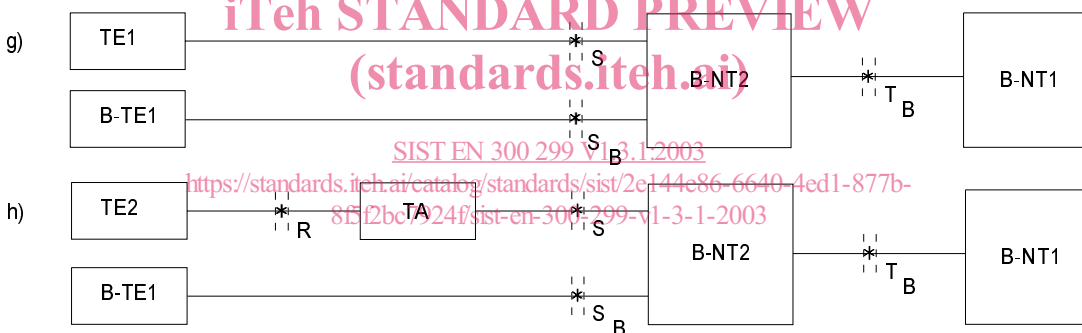 iTeh STANDARD PREVIEW
(standards.iteh.ai)
SIST EN 300 299 V1.3.1:2003
https://standards.iteh.ai/catalog/standards/sist/2e144e86-6640-4ed1-877b-
8f5f2bc7924f/sist-en-300-299-v1-3-1-2003
g)
TE1
S
B-NT2
T B
B-NT1
B-TE1
S B
h)
TE2
R
TA
S
B-NT2
T B
B-NT1
B-TE1
S B